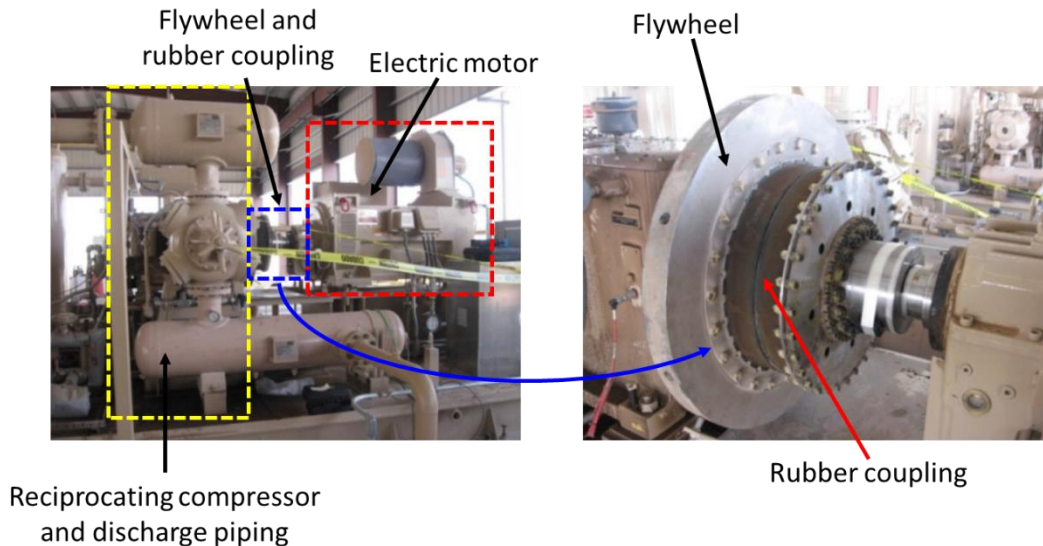 Flywheel and
rubber coupling
Electric motor
Flywheel
Rubber coupling
Reciprocating compressor
and discharge piping